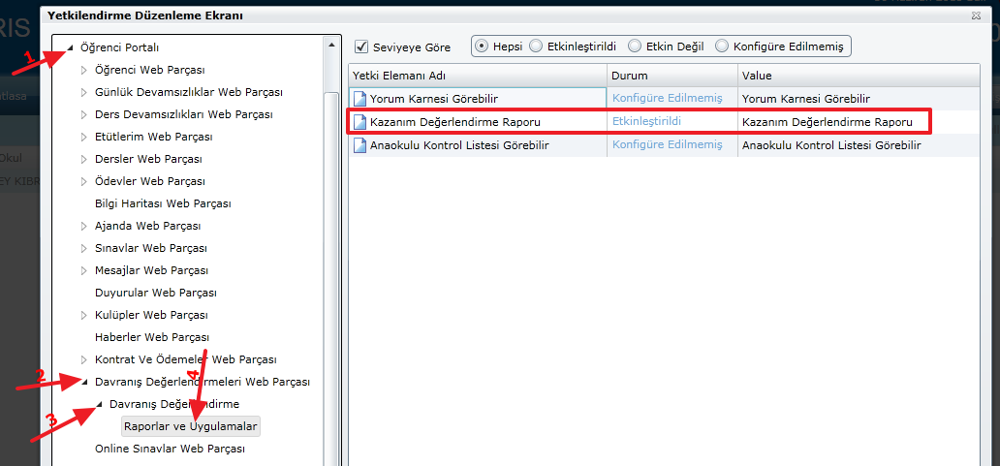 Yetkilendirme Düzenleme Ekranı
RIS
atlasa
Okul
EY KIBR
1
Öğrenci Portalı
Öğrenci Web Parçası
Günlük Devamsızlıklar Web Parçası
Ders Devamsızlıkları Web Parçası
Etütlerim Web Parçası
Dersler Web Parçası
Ödevler Web Parçası
Bilgi Haritası Web Parçası
Ajanda Web Parçası
Sınavlar Web Parçası
Mesajlar Web Parçası
Duyurular Web Parçası
Kulüpler Web Parçası
Haberler Web Parçası
Kontrat Ve Ödemeler Web Parçası
2
Davranış Değerlendirmeleri Web Parçası
4
3
Davranış Değerlendirme
Raporlar ve Uygulamalar
Online Sınavlar Web Parçası
Seviyeye Göre Hepsi Etkinleştirildi Etkin Değil Konfigüre Edilmemiş
Yetki Elemanı Adı Durum Value
Yorum Karnesi Görebilir Konfigüre Edilmemiş Yorum Karnesi Görebilir
Kazanım Değerlendirme Raporu Etkinleştirildi Kazanım Değerlendirme Raporu
Anaokulu Kontrol Listesi Görebilir Konfigüre Edilmemiş Anaokulu Kontrol Listesi Görebilir